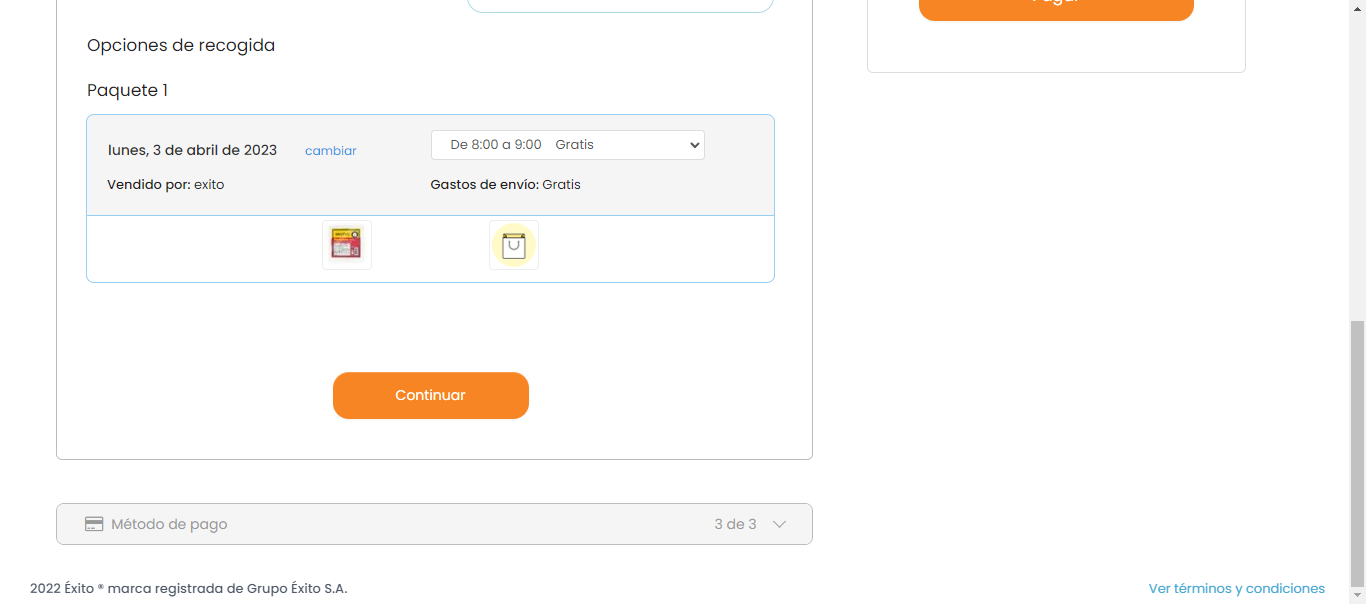 Pagar
Opciones de recogida
Paquete 1
lunes, 3 de abril de 2023 cambiar De 8:00 a 9:00 Gratis
Vendido por: exito Gastos de envío: Gratis
Continuar
Método de pago 3 de 3
2022 Éxito ® marca registrada de Grupo Éxito S.A. Ver términos y condiciones